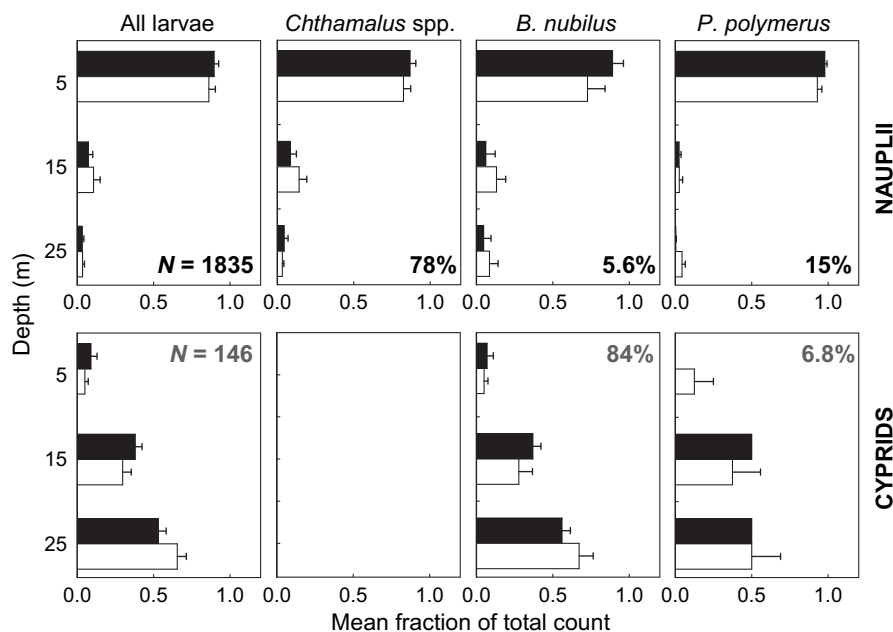 All larvae Chthamalus spp. B. nubilus P. polymerus
5
15
25
N = 1835 78% 5.6% 15%
NAUPLII
0.0 0.5 1.0 0.0 0.5 1.0 0.0 0.5 1.0 0.0 0.5 1.0
Depth (m)
N = 146 84% 6.8%
5
15
25
CYPRIDS
0.0 0.5 1.0 0.0 0.5 1.0 0.0 0.5 1.0 0.0 0.5 1.0
Mean fraction of total count